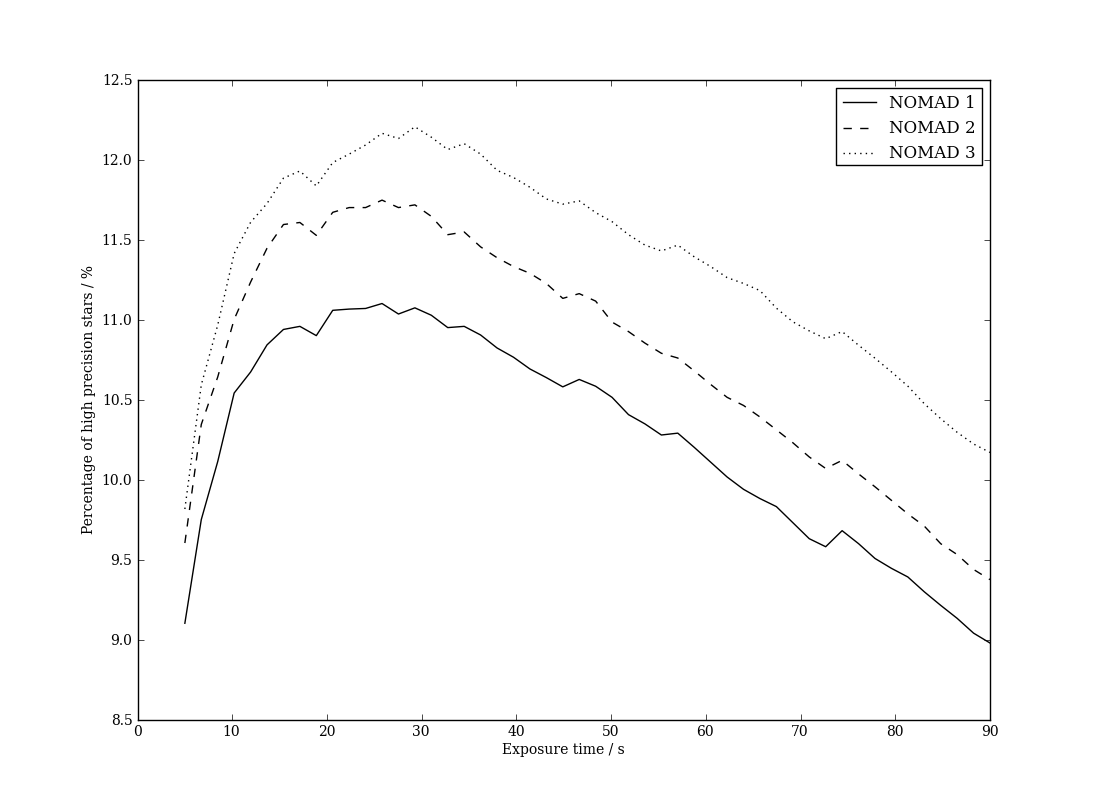 12.5
12.0
11.5
11.0
10.5
10.0
9.5
9.0
8.5
Percentage of high precision stars / %
NOMAD 1
NOMAD 2
NOMAD 3
0 10 20 30 40 50 60 70 80 90
Exposure time / s